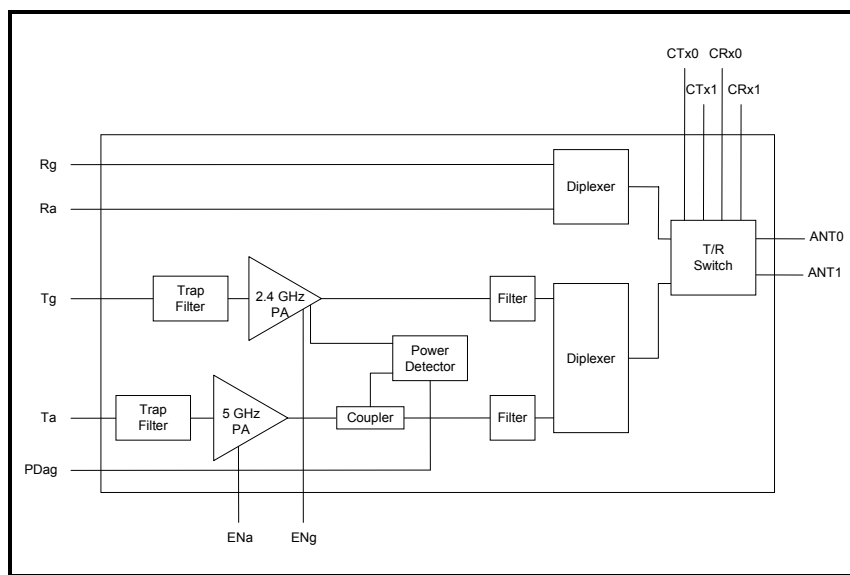 CTx0
CRx0
CTx1
CRx1
Rg
Ra
Diplexer
T/R
Switch
ANT0
ANT1
Tg
Trap
Filter
2.4 GHz
PA
Filter
Power
Detector
Diplexer
Ta
Trap
Filter
5 GHz
PA
Coupler
Filter
PDag
ENa
ENg